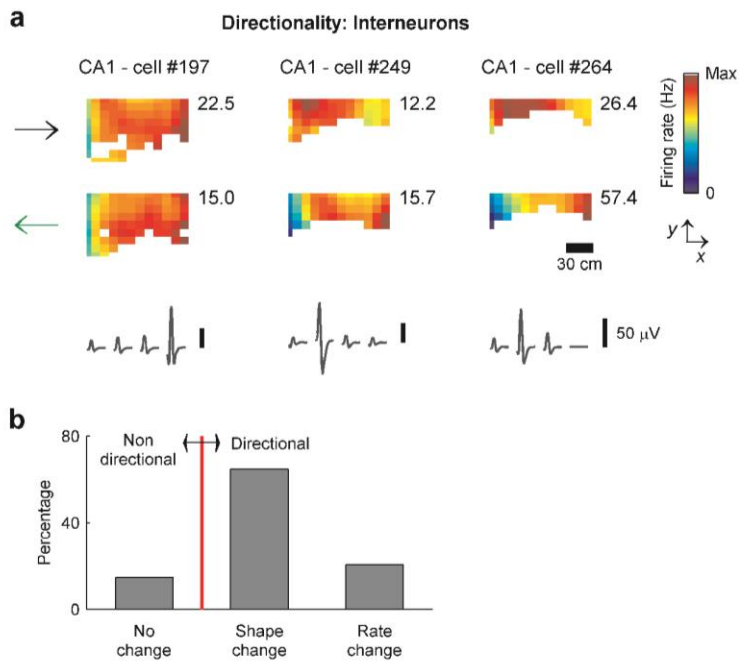 a
Directionality: Interneurons
CA1 - cell #197
CA1 - cell #249
CA1 - cell #264
22.5
12.2
26.4
Max
Firing rate (Hz)
0
15.0
15.7
57.4
y
x
30 cm
50 μV
b
80
40
0
Percentage
Non
directional
Directional
No
change
Shape
change
Rate
change